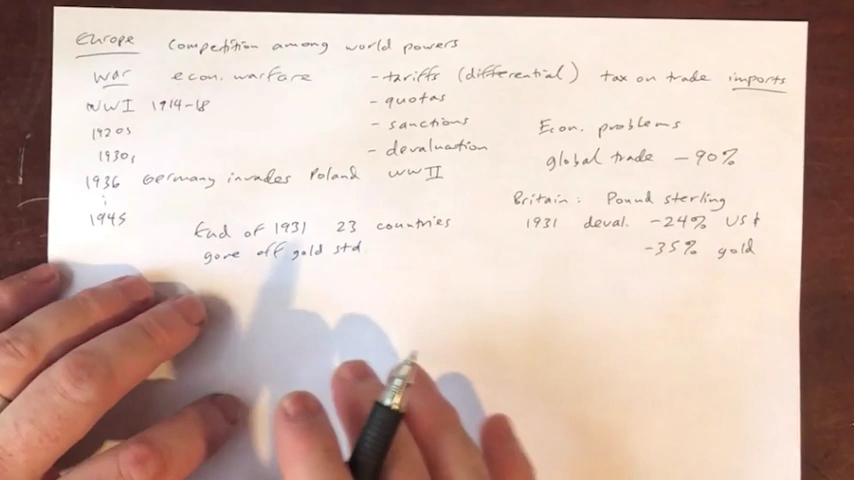 Europe Competition among world powers
war econ. warfare - tariffs (differential) tax on trade imports
WWI 1914-18 - quotas
1920s - sanctions
1930s - devaluation
Econ. problems
global trade -90%
1936 Germany invades Poland WWII
:
1945
Britain: Pound sterling
1931 deval. -24% US$
-35% gold
End of 1931 23 countries
gone off gold std